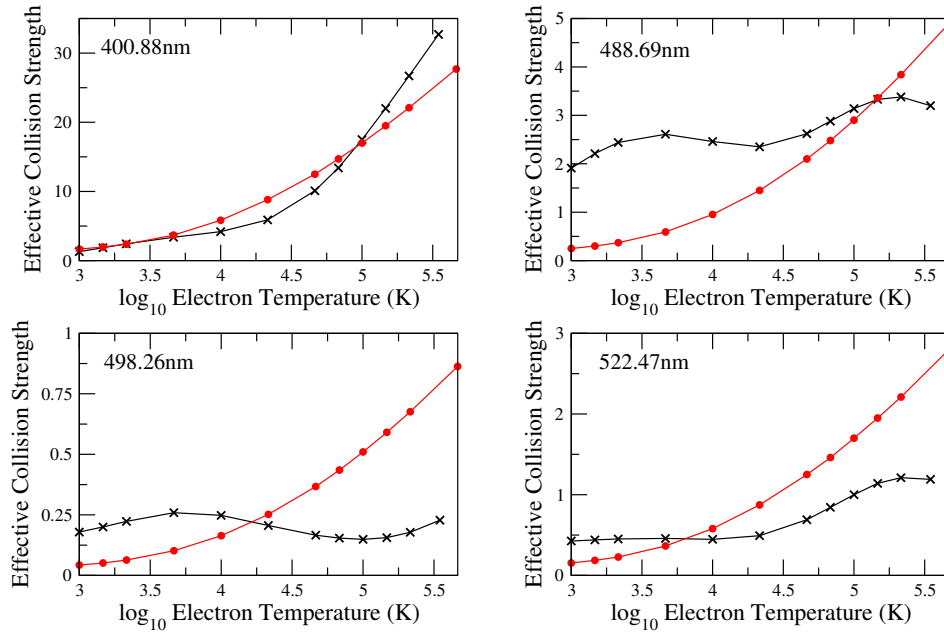 400.88nm
Effective Collision Strength
30
20
10
0
3 3.5 4 4.5 5 5.5
log10 Electron Temperature (K)
488.69nm
Effective Collision Strength
5
4
3
2
1
0
3 3.5 4 4.5 5 5.5
log10 Electron Temperature (K)
498.26nm
Effective Collision Strength
1
0.75
0.5
0.25
0
3 3.5 4 4.5 5 5.5
log10 Electron Temperature (K)
522.47nm
Effective Collision Strength
3
2
1
0
3 3.5 4 4.5 5 5.5
log10 Electron Temperature (K)